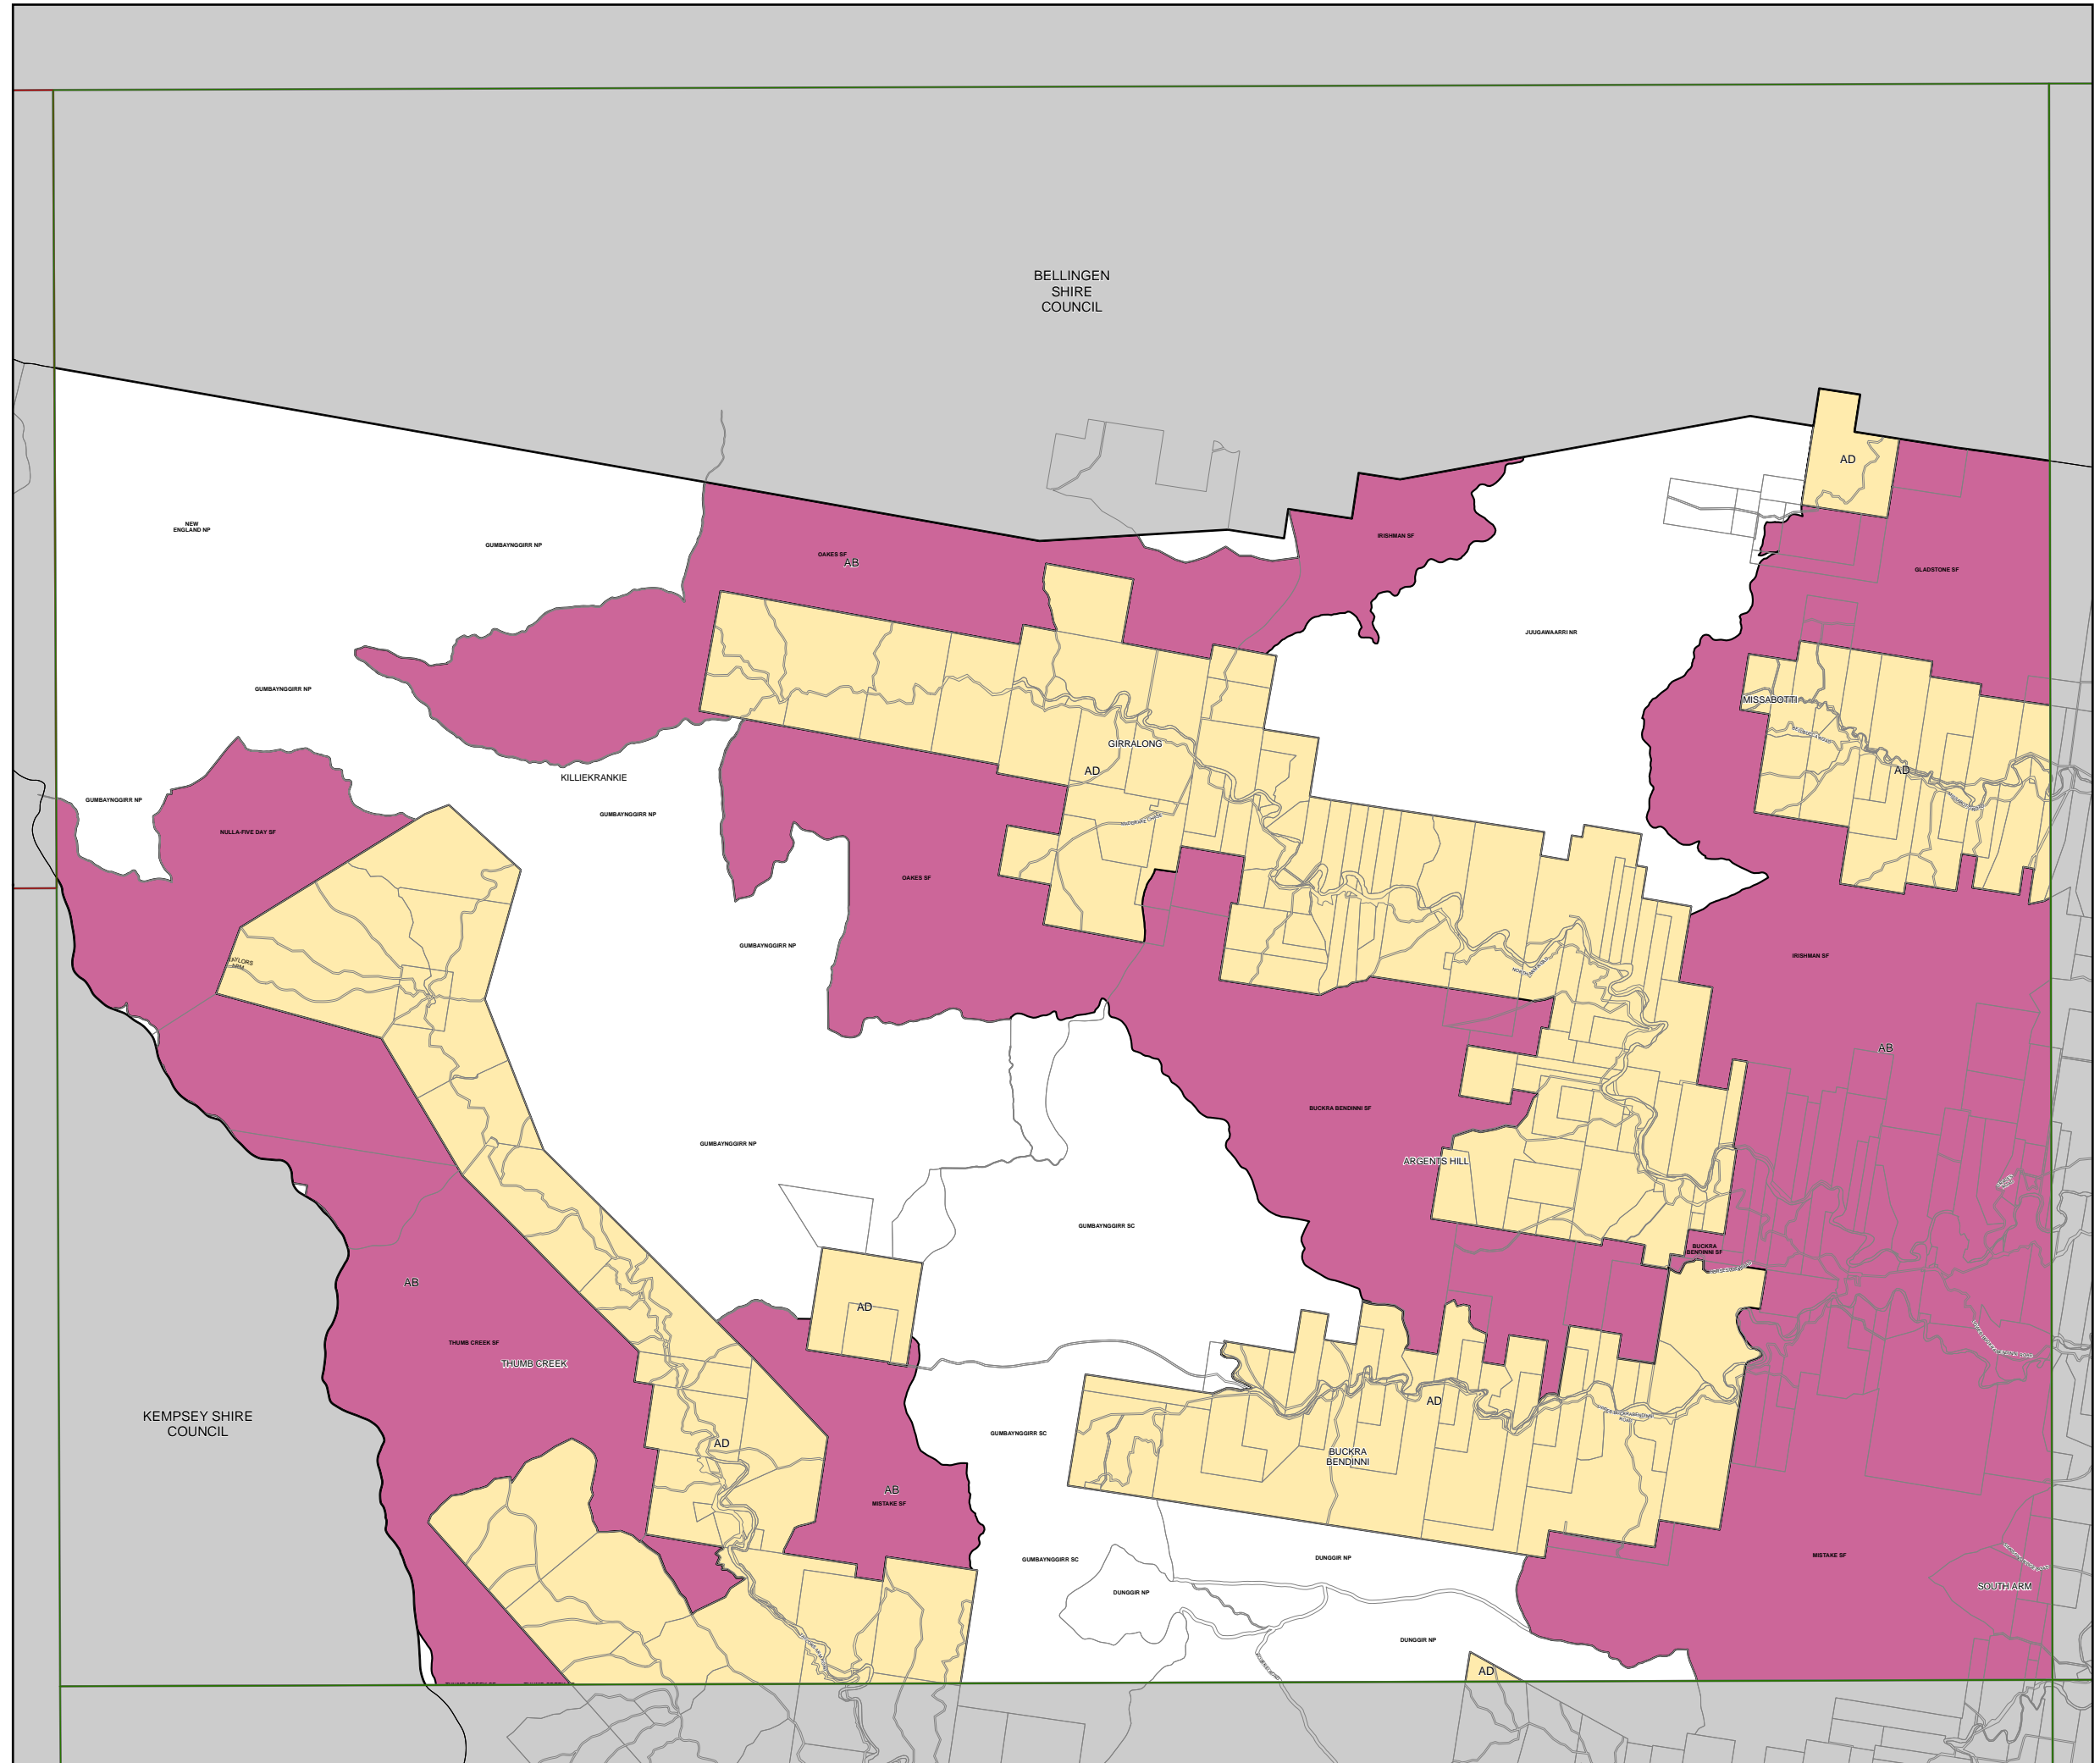 BELLINGEN
SHIRE
COUNCIL
AD
NEW
ENGLAND NP
GUMBAYNGGIRR NP
OAKES SF
AB
IRISHMAN SF
GLADSTONE SF
JUUGAWAARRI NR
GUMBAYNGGIRR NP
MISSABOTTI
GIRRALONG
AD
AD
KILLIEKRANKIE
GUMBAYNGGIRR NP
GUMBAYNGGIRR NP
NULLA-FIVE DAY SF
OAKES SF
GUMBAYNGGIRR NP
IRISHMAN SF
TAYLORS
ARM
AB
BUCKRA BENDINNI SF
GUMBAYNGGIRR NP
ARGENTS HILL
GUMBAYNGGIRR SC
BUCKRA
BENDINNI SF
AB
AD
THUMB CREEK SF
THUMB CREEK
AD
KEMPSEY SHIRE
COUNCIL
GUMBAYNGGIRR SC
AD
BUCKRA
BENDINNI
AB
MISTAKE SF
GUMBAYNGGIRR SC
DUNGGIR NP
MISTAKE SF
DUNGGIR NP
SOUTH ARM
DUNGGIR NP
AD